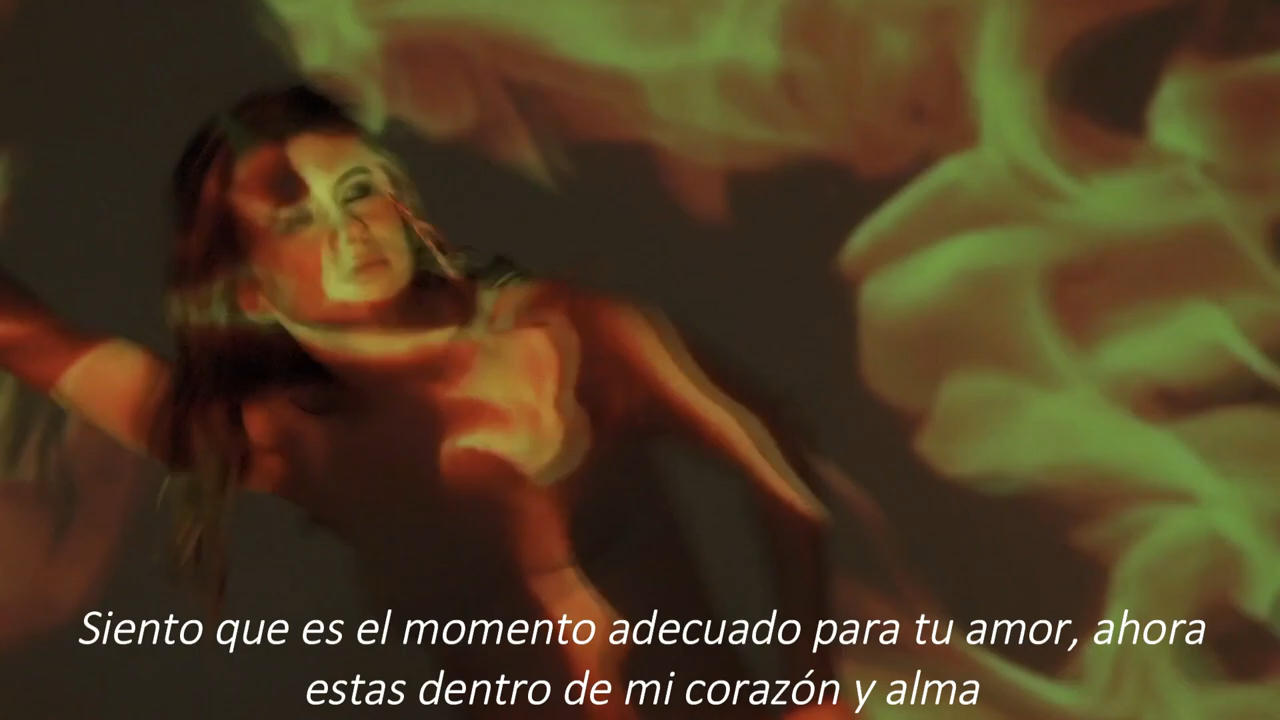 Siento que es el momento adecuado para tu amor, ahora
estas dentro de mi corazón y alma